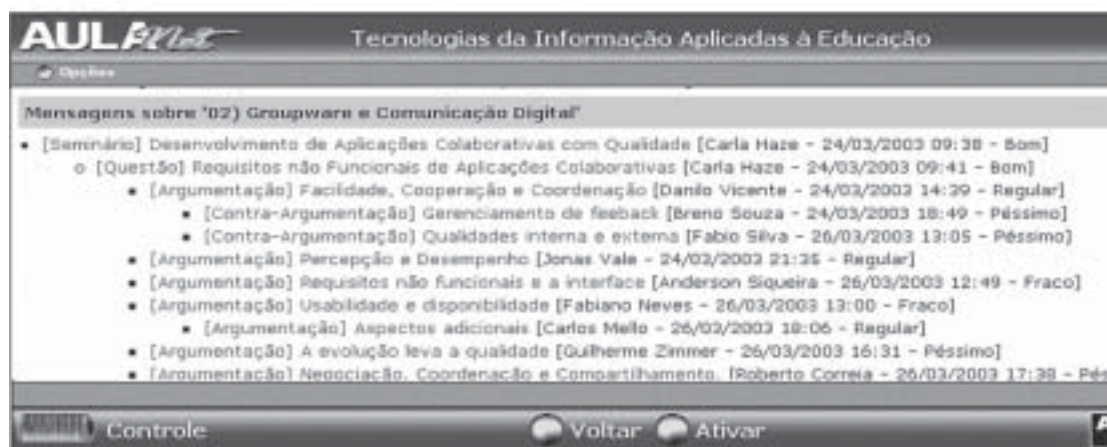 AULANet
Tecnologias da Informação Aplicadas à Educação
Opções
Mensagens sobre '02) Groupware e Comunicação Digital'
[Seminário] Desenvolvimento de Aplicações Colaborativas com Qualidade [Carla Haze - 24/03/2003 09:38 - Bom]
[Questão] Requisitos não Funcionais de Aplicações Colaborativas [Carla Haze - 24/03/2003 09:41 - Bom]
[Argumentação] Facilidade, Cooperação e Coordenação [Danilo Vicente - 24/03/2003 14:39 - Regular]
[Contra-Argumentação] Gerenciamento de feeback [Breno Souza - 24/03/2003 18:49 - Péssimo]
[Contra-Argumentação] Qualidades interna e externa [Fabio Silva - 26/03/2003 13:05 - Péssimo]
[Argumentação] Percepção e Desempenho [Jonas Vale - 24/03/2003 21:35 - Regular]
[Argumentação] Requisitos não funcionais e a interface [Anderson Siqueira - 26/03/2003 12:49 - Fraco]
[Argumentação] Usabilidade e disponibilidade [Fabiano Neves - 26/03/2003 13:00 - Fraco]
[Argumentação] Aspectos adicionais [Carlos Mello - 26/03/2003 18:06 - Regular]
[Argumentação] A evolução leva a qualidade [Guilherme Zimmer - 26/03/2003 16:31 - Péssimo]
[Argumentação] Negociação, Coordenação e Compartilhamento. [Roberto Correia - 26/03/2003 17:38 - Pés
Controle
Voltar
Ativar